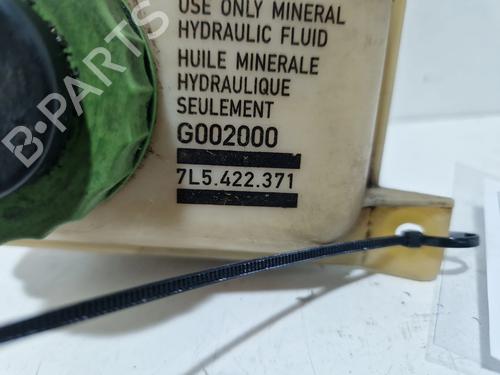 USE ONLY MINERAL
HYDRAULIC FLUID
HUILE MINERALE
HYDRAULIQUE
SEULEMENT
G002000
7L5.422.371
B-PARTS